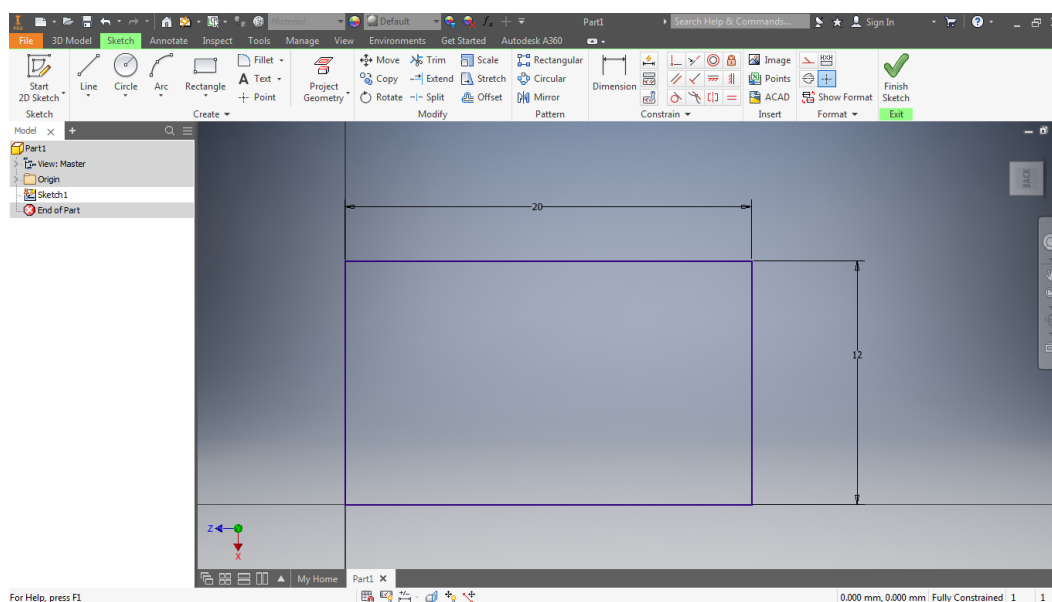 PRO Material Default Part1 Search Help & Commands... Sign In
File 3D Model Sketch Annotate Inspect Tools Manage View Environments Get Started Autodesk A360
Fillet Move Trim Scale Rectangular Image
Start 2D Sketch Line Circle Arc Rectangle A Text Project Geometry Copy Extend Stretch Circular Dimension Points Finish Sketch
Point Rotate Split Offset Mirror ACAD Show Format
Sketch Create Modify Pattern Constrain Insert Format Exit
Model
Part1
View: Master
Origin
Sketch1
End of Part
BACK
20
12
Z
X
My Home Part1
For Help, press F1 0.000 mm, 0.000 mm Fully Constrained 1 1